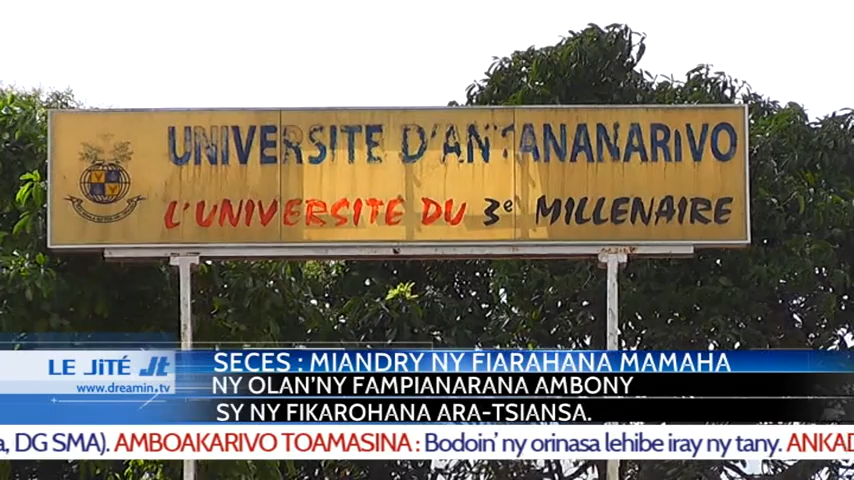 UNIVERSITE D'ANTANANARIVO
L'UNIVERSITE DU 3e MILLENAIRE
LE JiTÉ Jt
www.dreamin.tv
SECES : MIANDRY NY FIARAHANA MAMAHA
NY OLAN'NY FAMPIANARANA AMBONY
SY NY FIKAROHANA ARA-TSIANSA.
a, DG SMA). AMBOAKARIVO TOAMASINA : Bodoin' ny orinasa lehibe iray ny tany. ANKAD